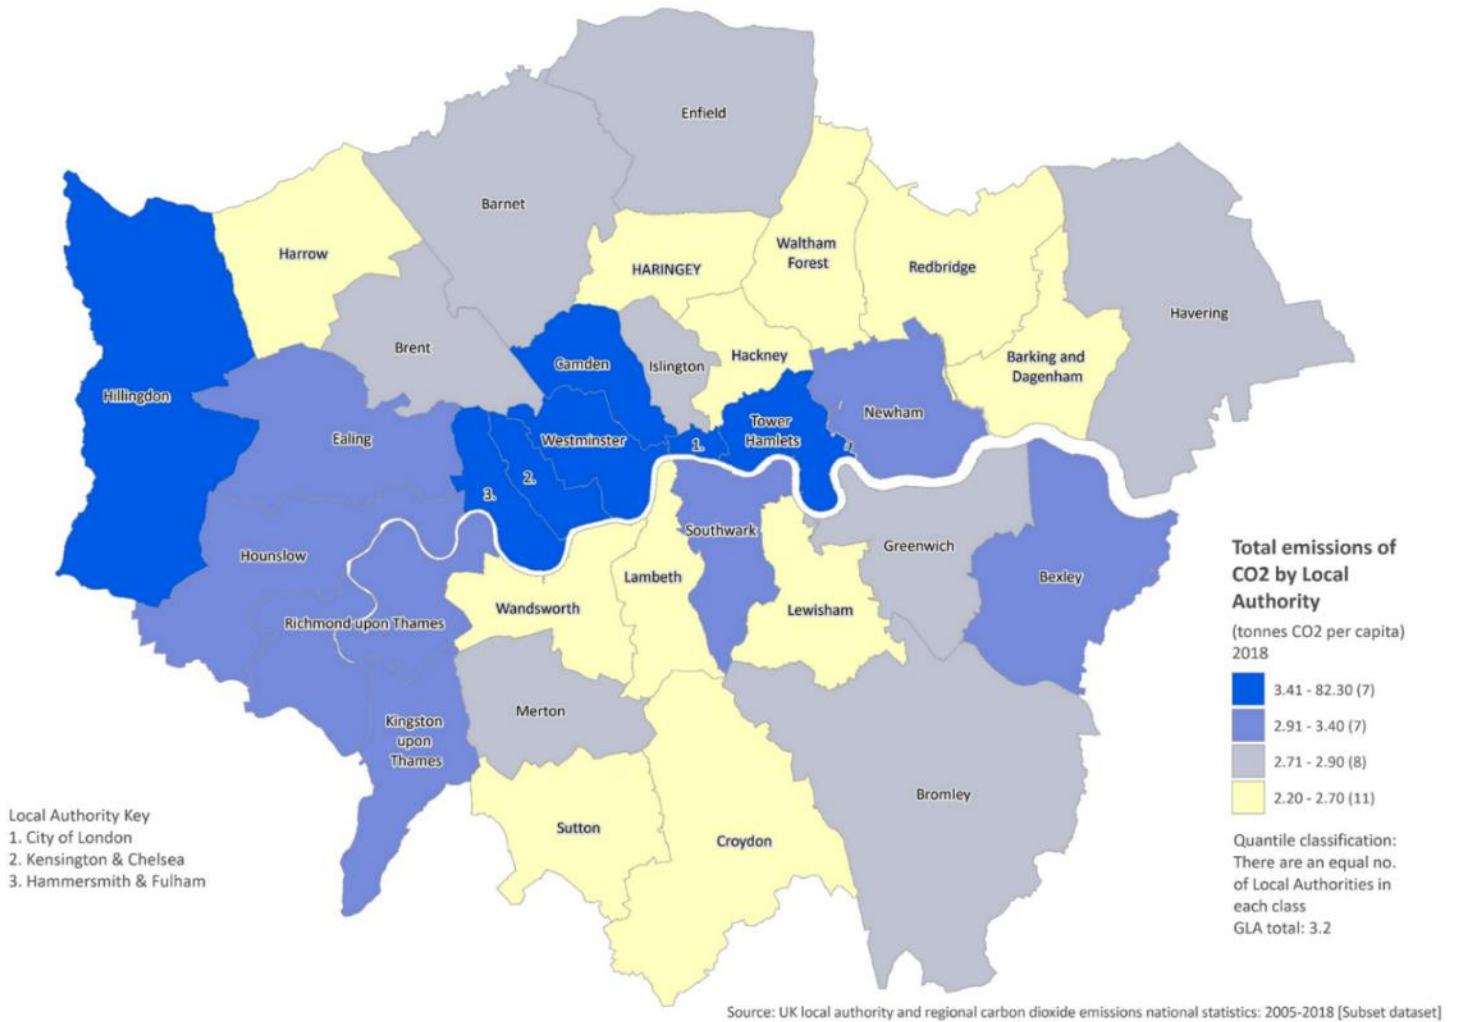 Enfield
Barnet
Harrow
HARINGEY
Waltham
Forest
Redbridge
Havering
Brent
Camden
Islington
Hackney
Barking and
Dagenham
Hillingdon
Ealing
Westminster
1.
Tower
Hamlets
Newham
2.
3.
Hounslow
Southwark
Greenwich
Bexley
Richmond upon Thames
Wandsworth
Lambeth
Lewisham
Merton
Kingston
upon
Thames
Sutton
Croydon
Bromley
Total emissions of
CO2 by Local
Authority
(tonnes CO2 per capita)
2018
3.41 - 82.30 (7)
2.91 - 3.40 (7)
2.71 - 2.90 (8)
2.20 - 2.70 (11)
Quantile classification:
There are an equal no.
of Local Authorities in
each class
GLA total: 3.2
Local Authority Key
1. City of London
2. Kensington & Chelsea
3. Hammersmith & Fulham
Source: UK local authority and regional carbon dioxide emissions national statistics: 2005-2018 [Subset dataset]